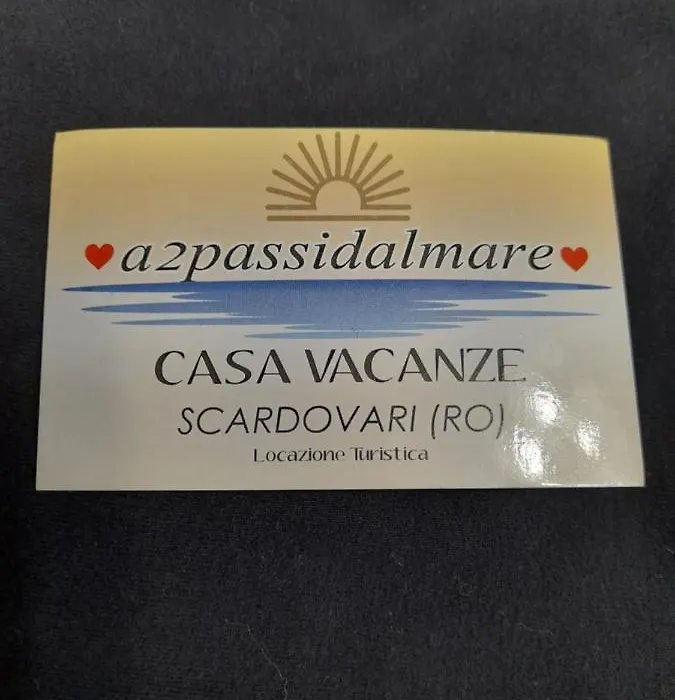 a2passidalmare
CASA VACANZE
SCARDOVARI (RO)
Locazione Turistica